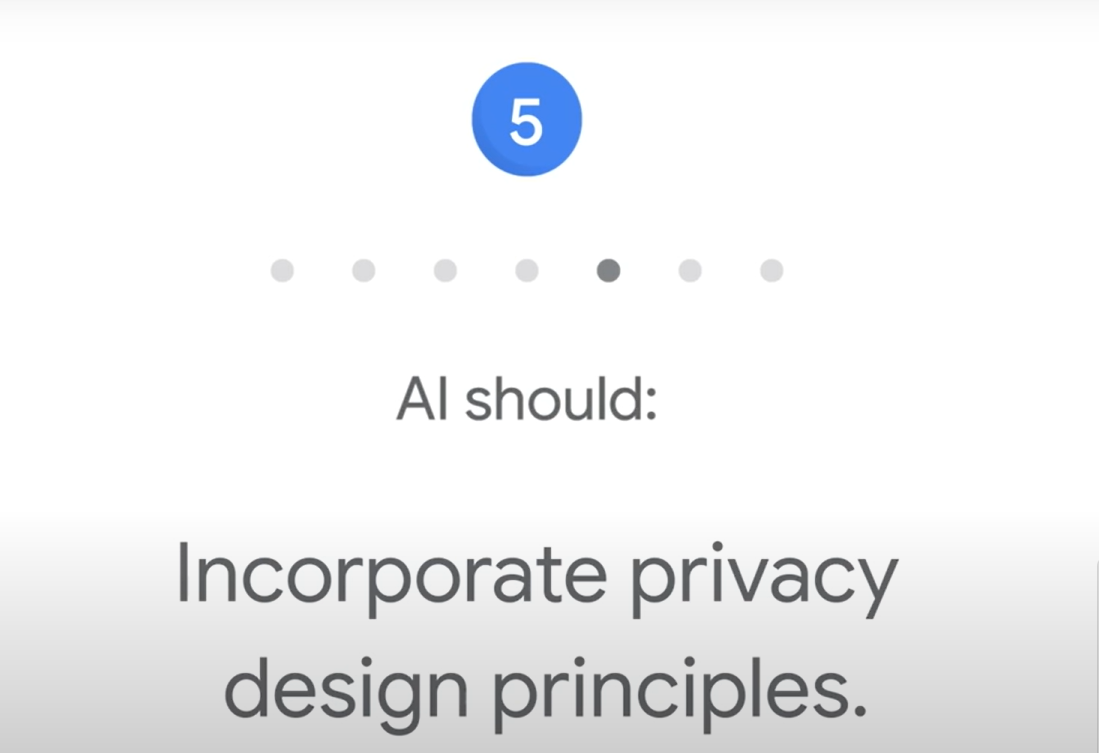 5
AI should:
Incorporate privacy
design principles.